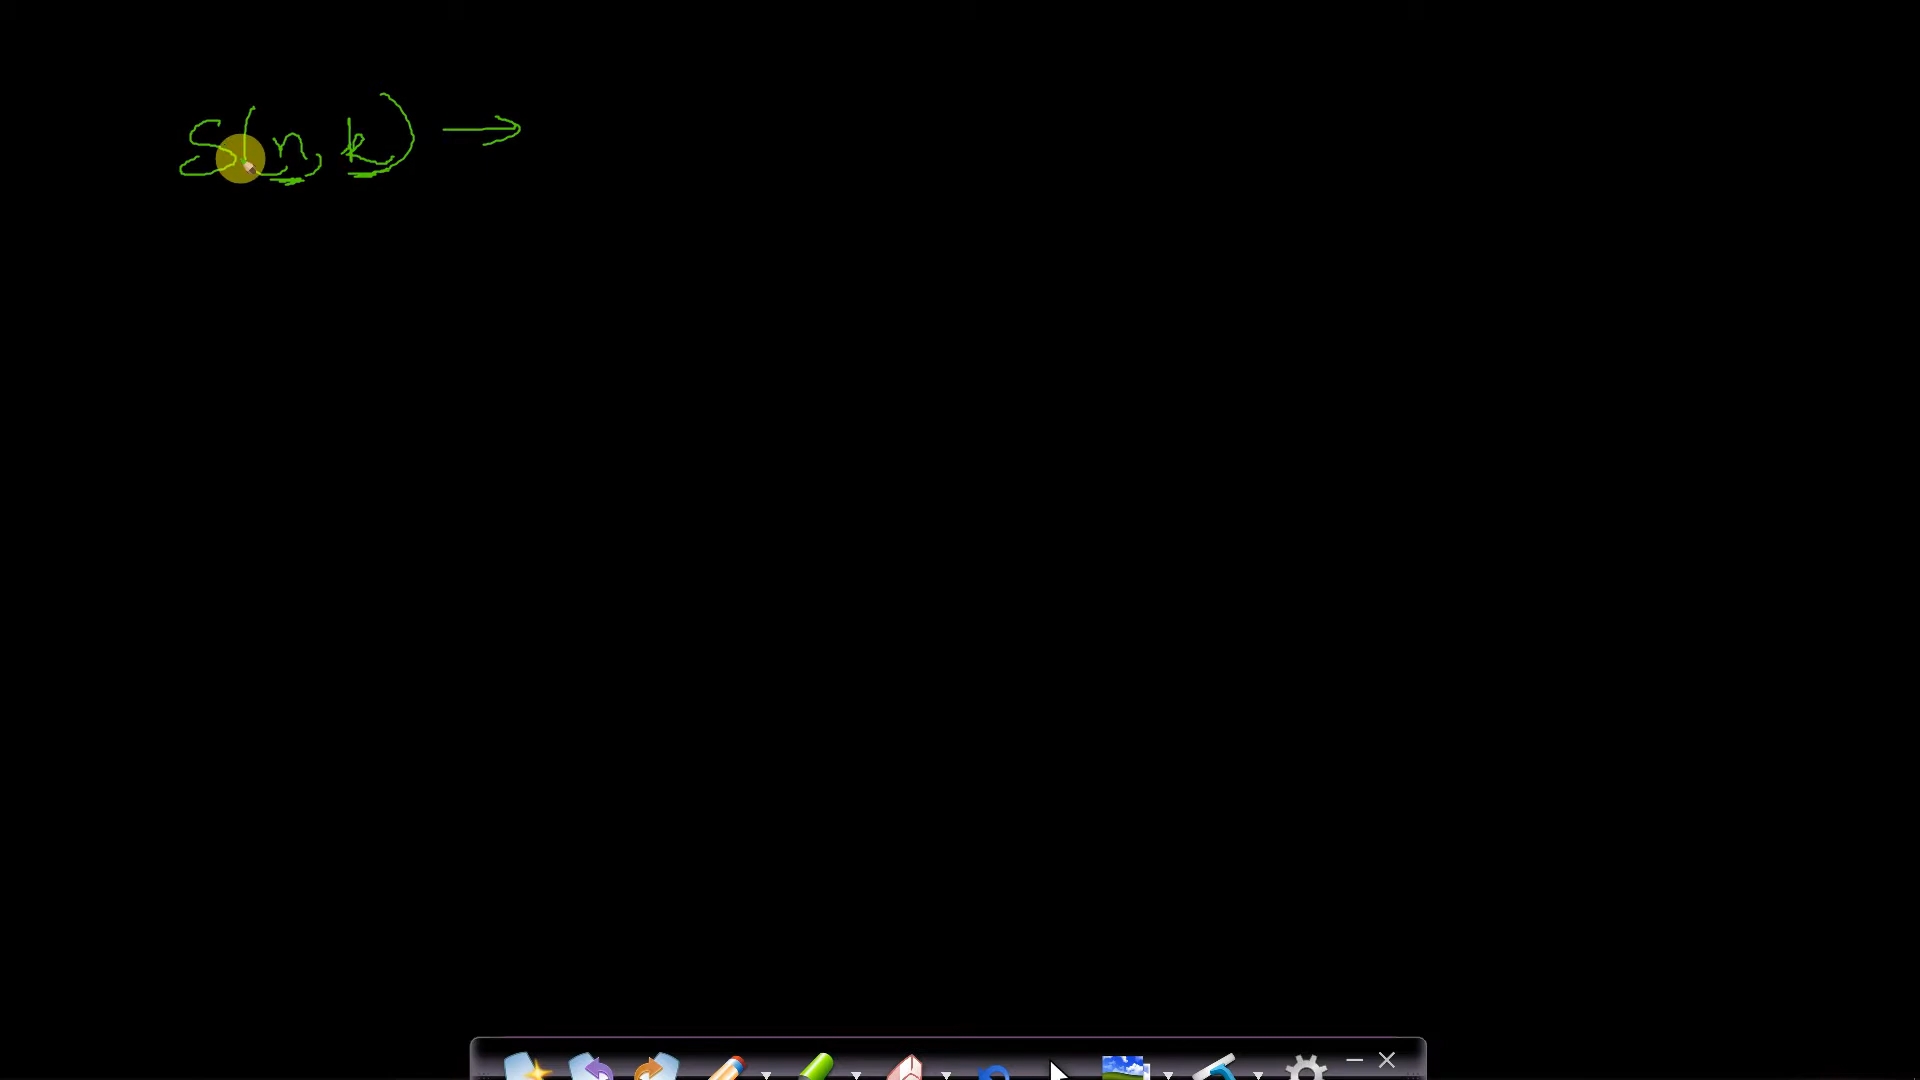 S(n, k) →